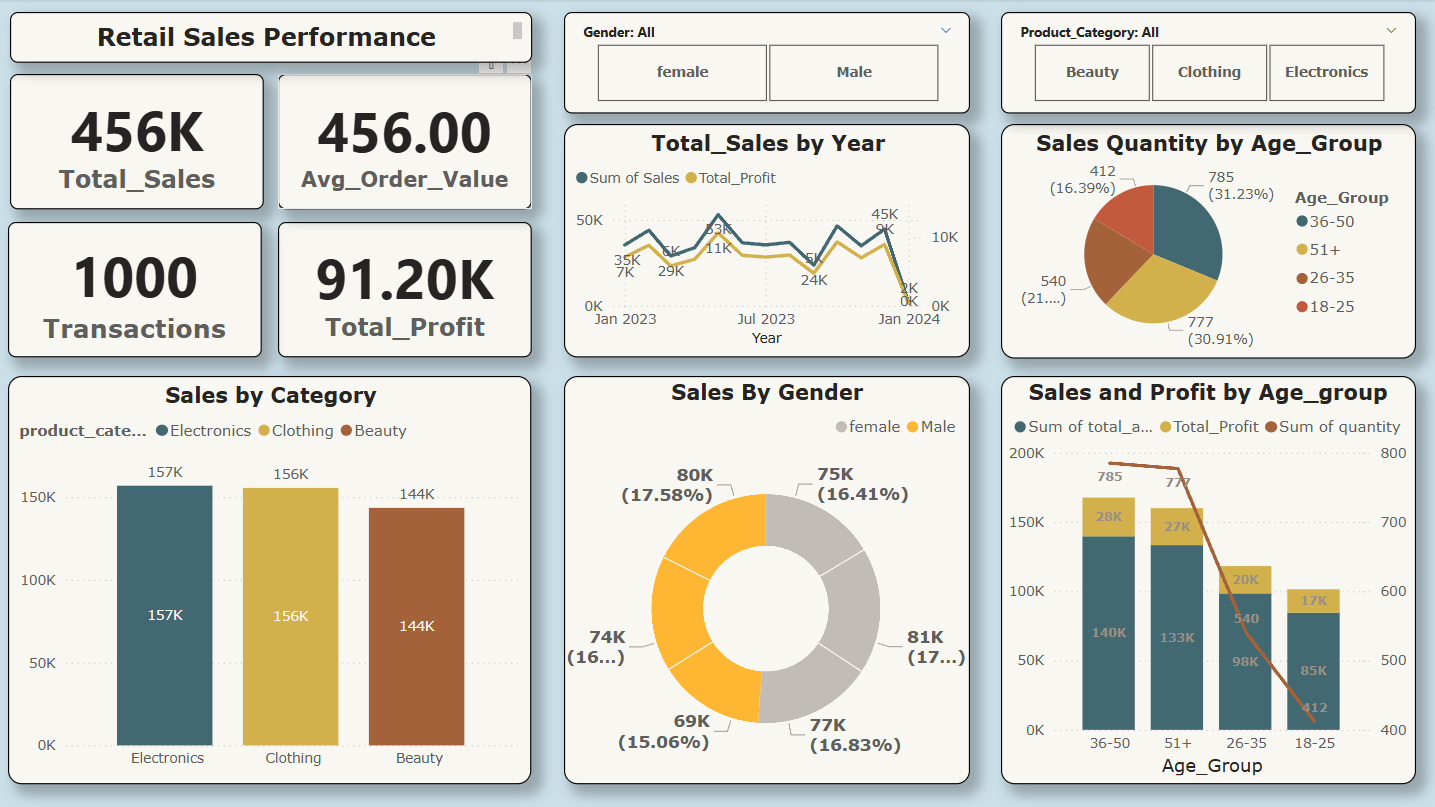 Retail Sales Performance
456K
Total_Sales
456.00
Avg_Order_Value
1000
Transactions
91.20K
Total_Profit
Gender: All
female
Male
Product_Category: All
Beauty
Clothing
Electronics
Total_Sales by Year
Sum of Sales
Total_Profit
50K
0K
10K
0K
35K
7K
6K
29K
53K
11K
5K
24K
45K
9K
2K
0K
Jan 2023
Jul 2023
Jan 2024
Year
Sales Quantity by Age_Group
412
(16.39%)
785
(31.23%)
540
(21....)
777
(30.91%)
Age_Group
36-50
51+
26-35
18-25
Sales by Category
product_cate...
Electronics
Clothing
Beauty
150K
100K
50K
0K
157K
156K
144K
157K
156K
144K
Electronics
Clothing
Beauty
Sales By Gender
female
Male
80K
(17.58%)
75K
(16.41%)
74K
(16...)
81K
(17...)
69K
(15.06%)
77K
(16.83%)
Sales and Profit by Age_group
Sum of total_a...
Total_Profit
Sum of quantity
200K
150K
100K
50K
0K
800
700
600
500
400
785
777
28K
27K
20K
17K
540
140K
133K
98K
85K
412
36-50
51+
26-35
18-25
Age_Group